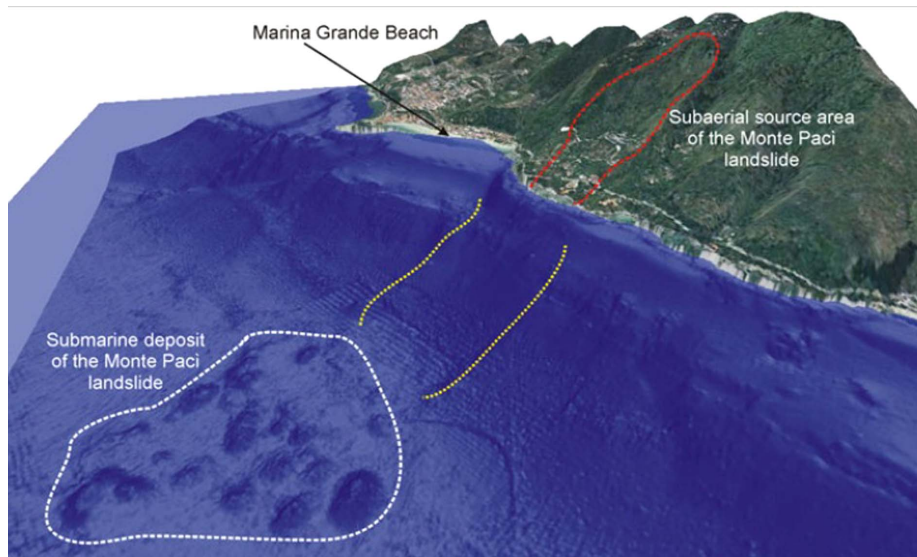 Marina Grande Beach
Subaerial source area
of the Monte Paci
landslide
Submarine deposit
of the Monte Paci
landslide